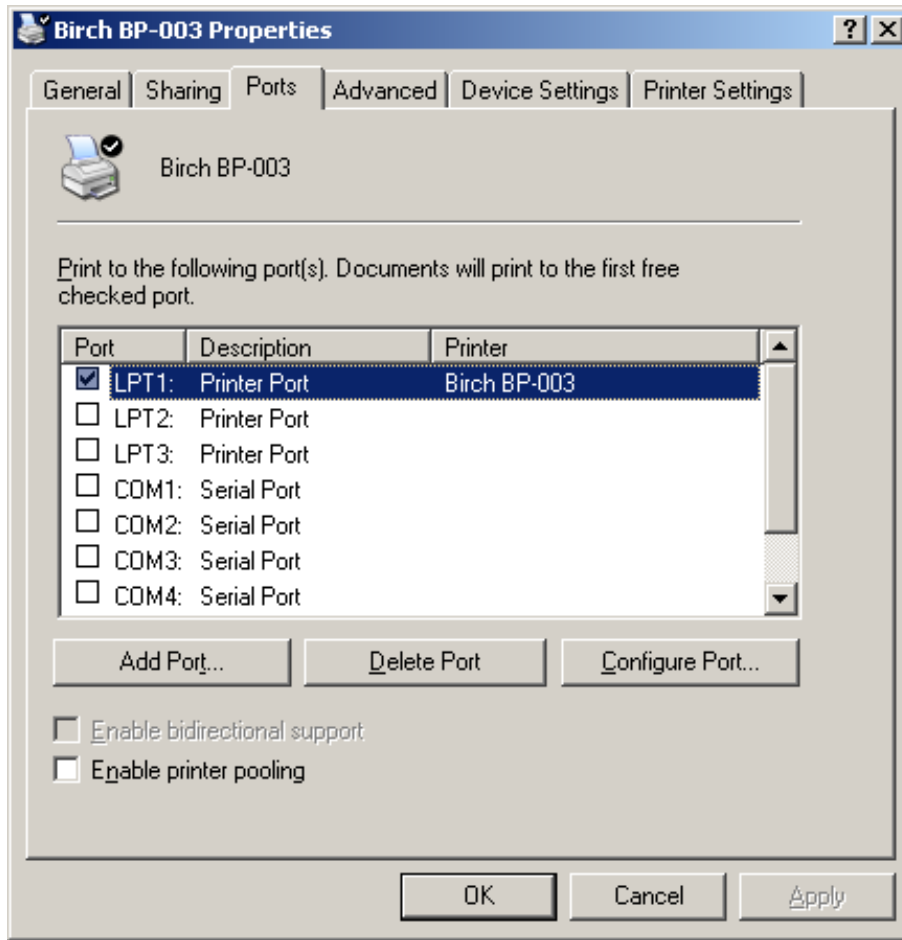 Birch BP-003 Properties
General Sharing Ports Advanced Device Settings Printer Settings
Birch BP-003
Print to the following port(s). Documents will print to the first free
checked port.
Port Description Printer
LPT1: Printer Port Birch BP-003
LPT2: Printer Port
LPT3: Printer Port
COM1: Serial Port
COM2: Serial Port
COM3: Serial Port
COM4: Serial Port
Add Port... Delete Port Configure Port...
Enable bidirectional support
Enable printer pooling
OK Cancel Apply